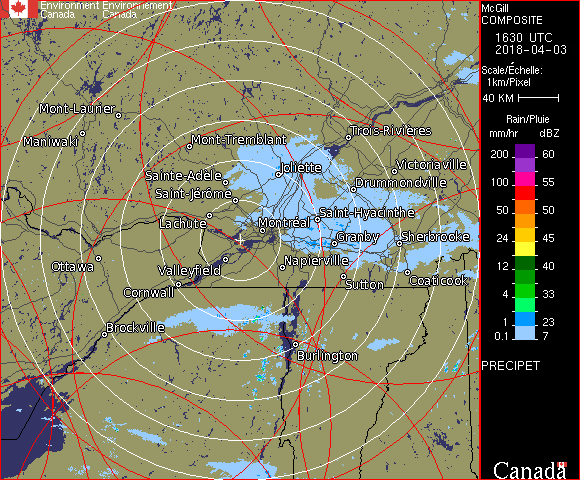 Environment Environnement
Canada Canada
McGill
COMPOSITE
1630 UTC
2018-04-03
Scale/Échelle:
1km/Pixel
40 KM
Rain/Pluie
mm/hr dBZ
200 60
100 55
50 50
24 45
12 40
4 33
1 23
0.1 7
PRECIPET
Canada
Mont-Laurier
Maniwaki
Mont-Tremblant
Trois-Rivières
Sainte-Adèle
Joliette
Victoriaville
Saint-Jérôme
Drummondville
Lachute
Montréal
Saint-Hyacinthe
Granby
Sherbrooke
Ottawa
Valleyfield
Napierville
Cornwall
Sutton
Coaticook
Brockville
Burlington